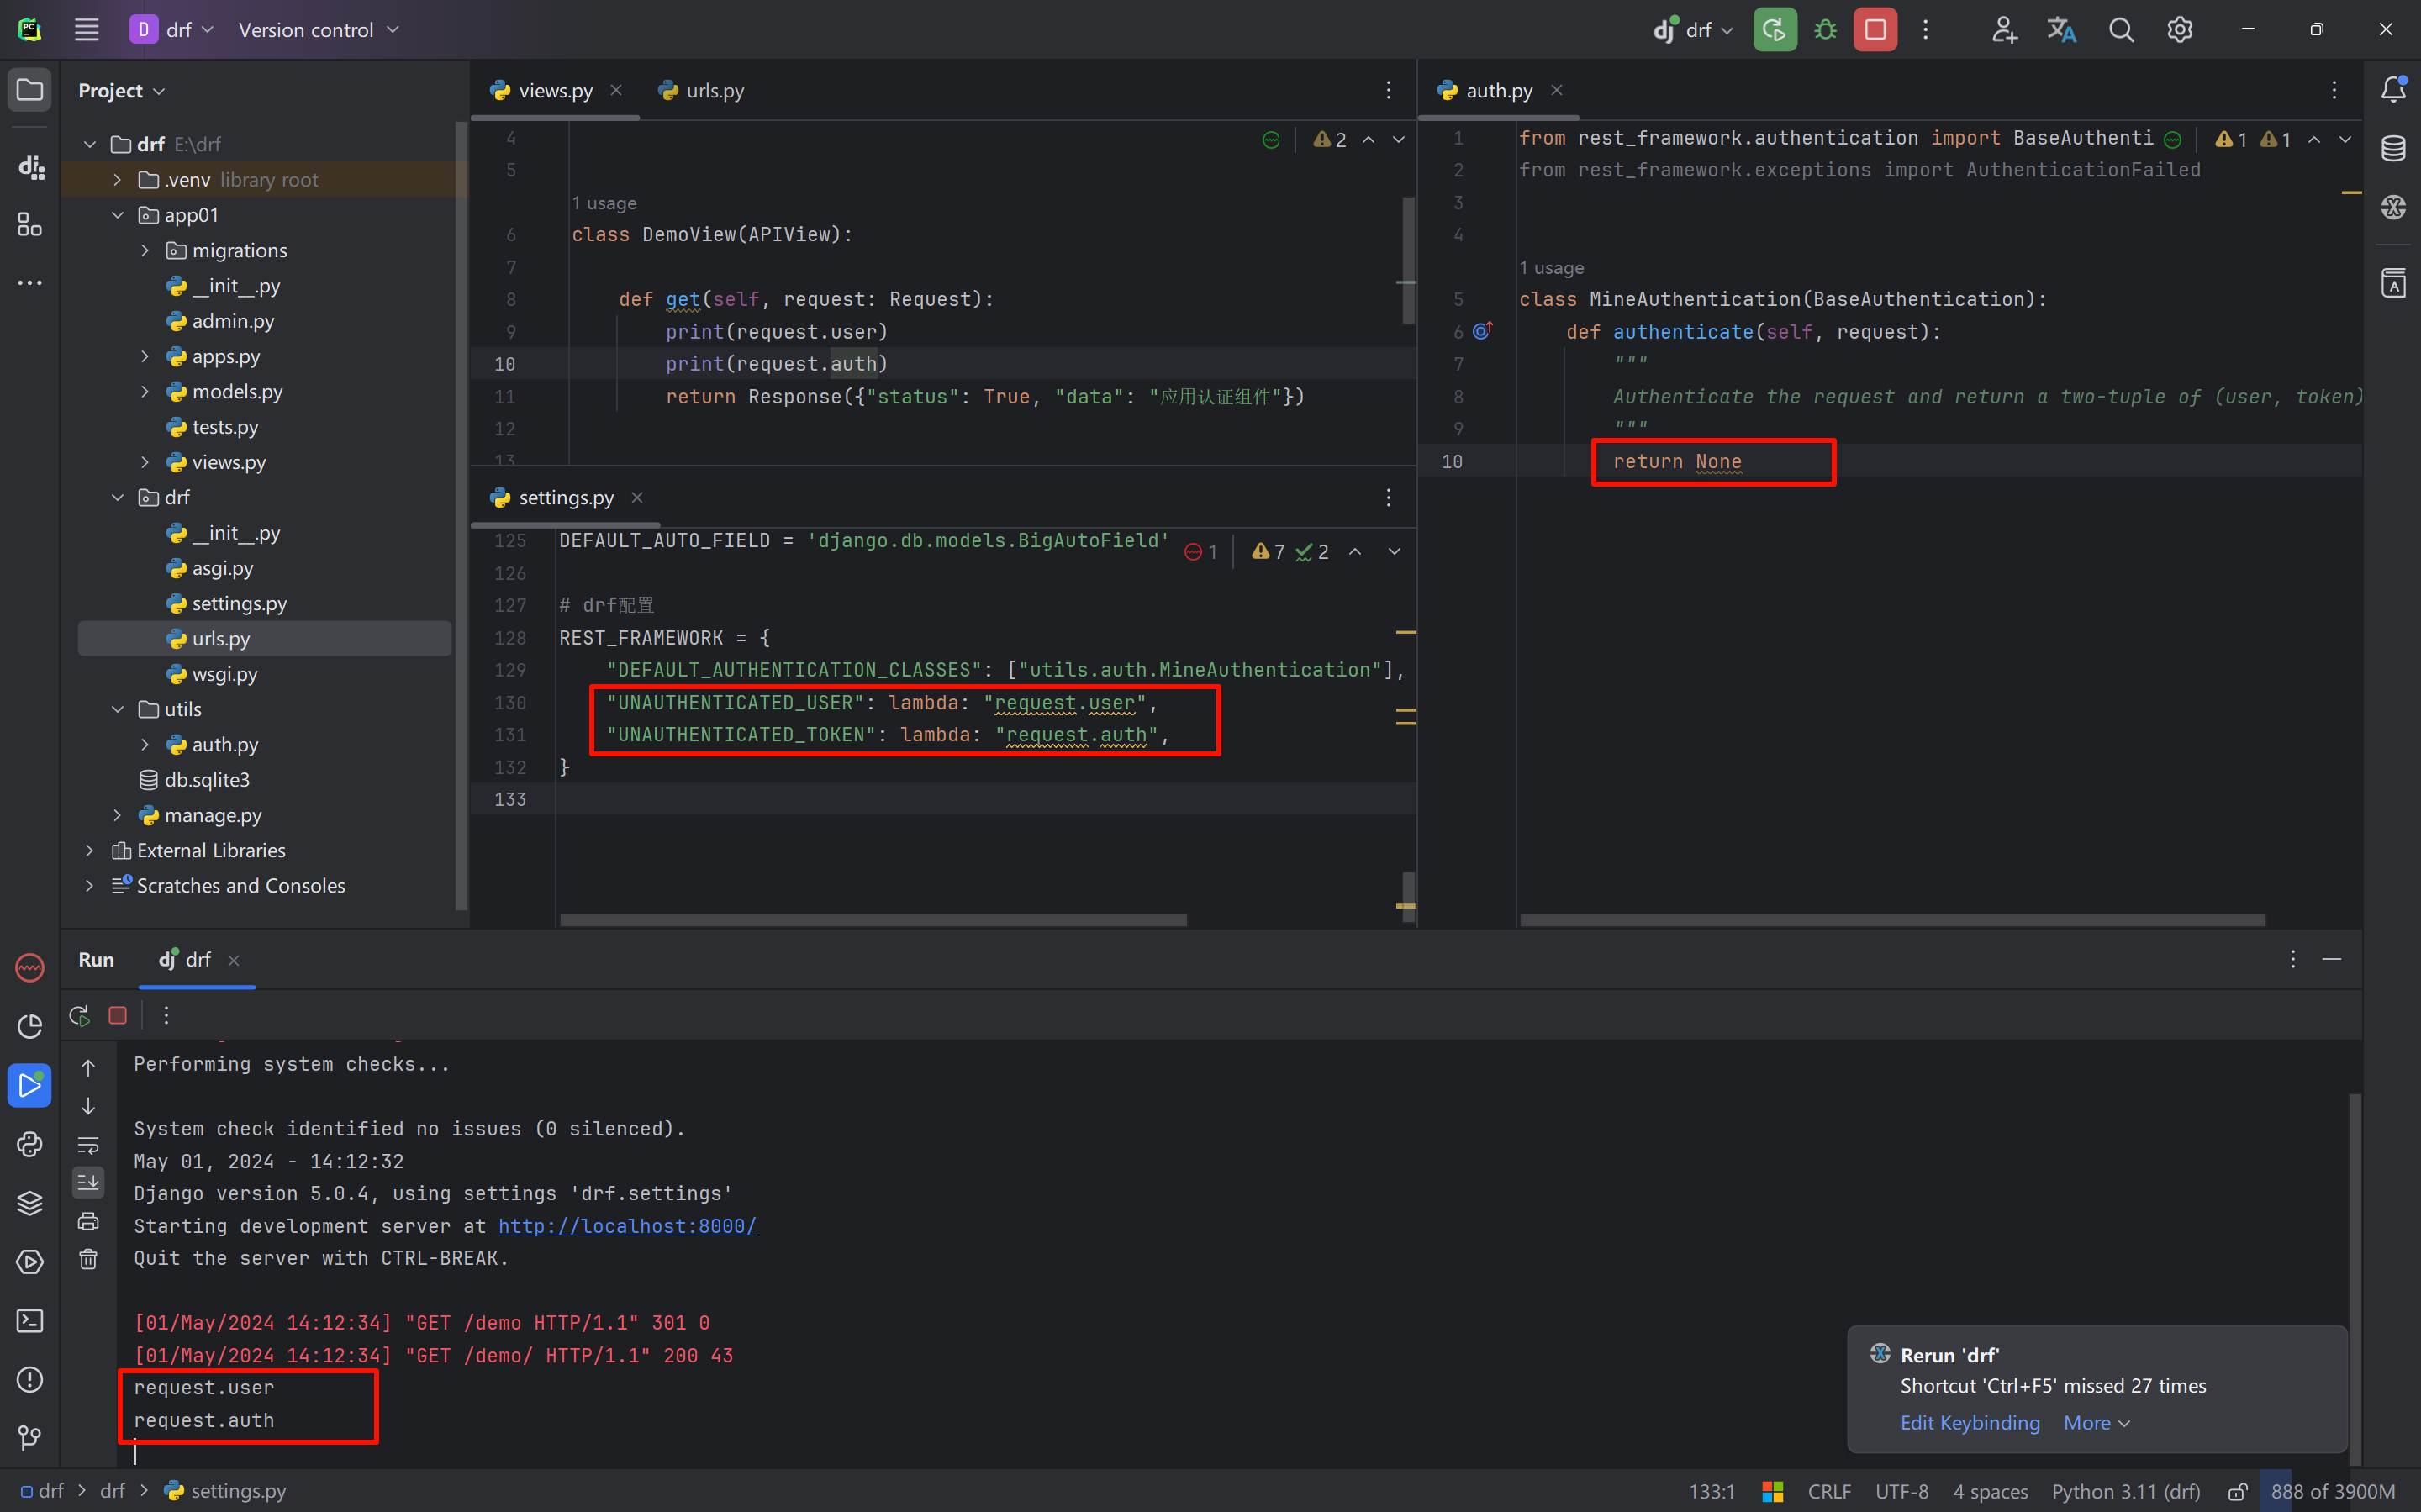 D drf Version control
dj drf
Project
drf E:\drf
.venv library root
app01
migrations
__init__.py
admin.py
apps.py
models.py
tests.py
views.py
drf
__init__.py
asgi.py
settings.py
urls.py
wsgi.py
utils
auth.py
db.sqlite3
manage.py
External Libraries
Scratches and Consoles
views.py
urls.py
2
4
5
1 usage
6 class DemoView(APIView):
7
8 def get(self, request: Request):
9 print(request.user)
10 print(request.auth)
11 return Response({"status": True, "data": "应用认证组件"})
12
13
settings.py
1 7 2
125 DEFAULT_AUTO_FIELD = 'django.db.models.BigAutoField'
126
127 # drf配置
128 REST_FRAMEWORK = {
129 "DEFAULT_AUTHENTICATION_CLASSES": ["utils.auth.MineAuthentication"],
130 "UNAUTHENTICATED_USER": lambda: "request.user",
131 "UNAUTHENTICATED_TOKEN": lambda: "request.auth",
132 }
133
auth.py
1 1
1 from rest_framework.authentication import BaseAuthenti
2 from rest_framework.exceptions import AuthenticationFailed
3
4
1 usage
5 class MineAuthentication(BaseAuthentication):
6 def authenticate(self, request):
7 """
8 Authenticate the request and return a two-tuple of (user, token)
9 """
10 return None
Run dj drf
Performing system checks...
System check identified no issues (0 silenced).
May 01, 2024 - 14:12:32
Django version 5.0.4, using settings 'drf.settings'
Starting development server at http://localhost:8000/
Quit the server with CTRL-BREAK.
[01/May/2024 14:12:34] "GET /demo HTTP/1.1" 301 0
[01/May/2024 14:12:34] "GET /demo/ HTTP/1.1" 200 43
request.user
request.auth
Rerun 'drf'
Shortcut 'Ctrl+F5' missed 27 times
Edit Keybinding More
drf > drf > settings.py
133:1 CRLF UTF-8 4 spaces Python 3.11 (drf) 888 of 3900M